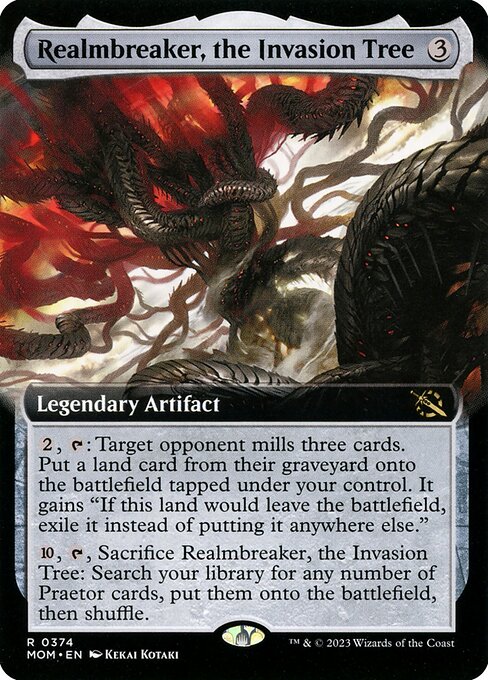 Realmbreaker, the Invasion Tree 3
Legendary Artifact
2, T: Target opponent mills three cards.
Put a land card from their graveyard onto
the battlefield tapped under your control. It
gains “If this land would leave the battlefield,
exile it instead of putting it anywhere else.”
10, T, Sacrifice Realmbreaker, the Invasion
Tree: Search your library for any number of
Praetor cards, put them onto the battlefield,
then shuffle.
R 0374
MOM • EN Kekai Kotaki
™ & © 2023 Wizards of the Coast